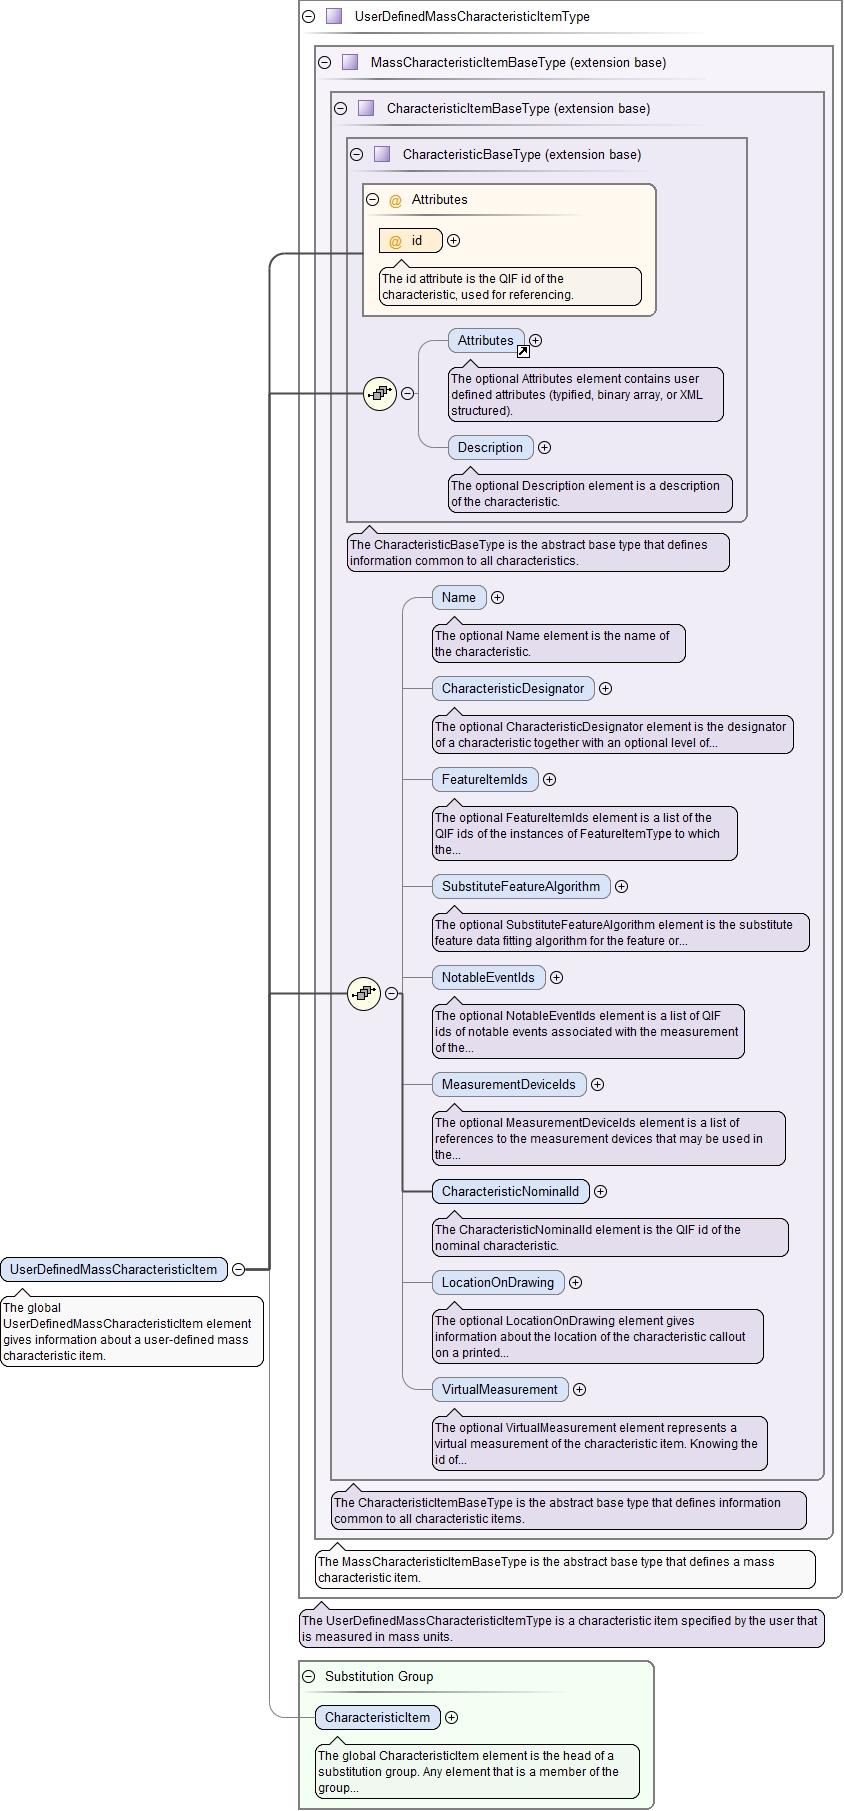 UserDefinedMassCharacteristicItemType
MassCharacteristicItemBaseType (extension base)
CharacteristicItemBaseType (extension base)
CharacteristicBaseType (extension base)
@ Attributes
@ id
The id attribute is the QIF id of the
characteristic, used for referencing.
Attributes
The optional Attributes element contains user
defined attributes (typified, binary array, or XML
structured).
Description
The optional Description element is a description
of the characteristic.
The CharacteristicBaseType is the abstract base type that defines
information common to all characteristics.
Name
The optional Name element is the name of
the characteristic.
CharacteristicDesignator
The optional CharacteristicDesignator element is the designator
of a characteristic together with an optional level of...
FeatureItemIds
The optional FeatureItemIds element is a list of the
QIF ids of the instances of FeatureItemType to which
the...
SubstituteFeatureAlgorithm
The optional SubstituteFeatureAlgorithm element is the substitute
feature data fitting algorithm for the feature or...
NotableEventIds
The optional NotableEventIds element is a list of QIF
ids of notable events associated with the measurement
of the...
MeasurementDeviceIds
The optional MeasurementDeviceIds element is a list of
references to the measurement devices that may be used in
the...
CharacteristicNominalId
The CharacteristicNominalId element is the QIF id of the
nominal characteristic.
UserDefinedMassCharacteristicItem
The global
UserDefinedMassCharacteristicItem element
gives information about a user-defined mass
characteristic item.
LocationOnDrawing
The optional LocationOnDrawing element gives
information about the location of the characteristic callout
on a printed...
VirtualMeasurement
The optional VirtualMeasurement element represents a
virtual measurement of the characteristic item. Knowing the
id of...
The CharacteristicItemBaseType is the abstract base type that defines information
common to all characteristic items.
The MassCharacteristicItemBaseType is the abstract base type that defines a mass
characteristic item.
The UserDefinedMassCharacteristicItemType is a characteristic item specified by the user that
is measured in mass units.
Substitution Group
CharacteristicItem
The global CharacteristicItem element is the head of a
substitution group. Any element that is a member of the
group...